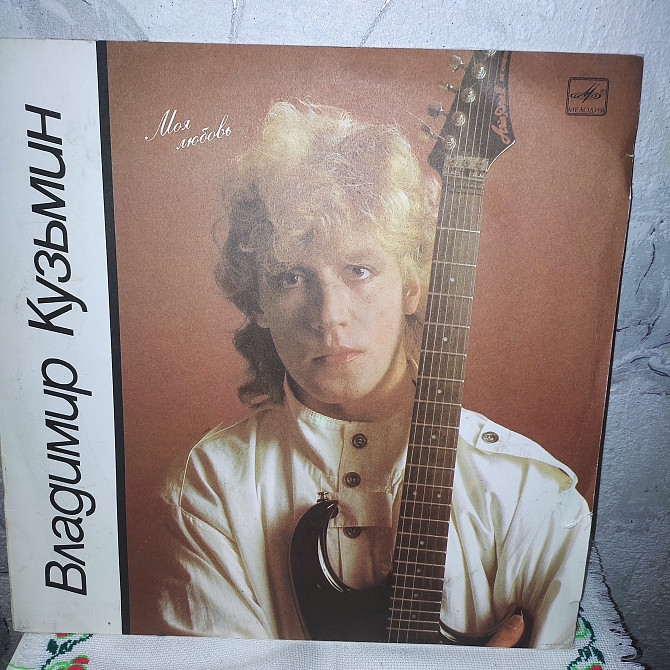 Владимир Кузьмин
Моя
любовь
МЕЛОДИЯ